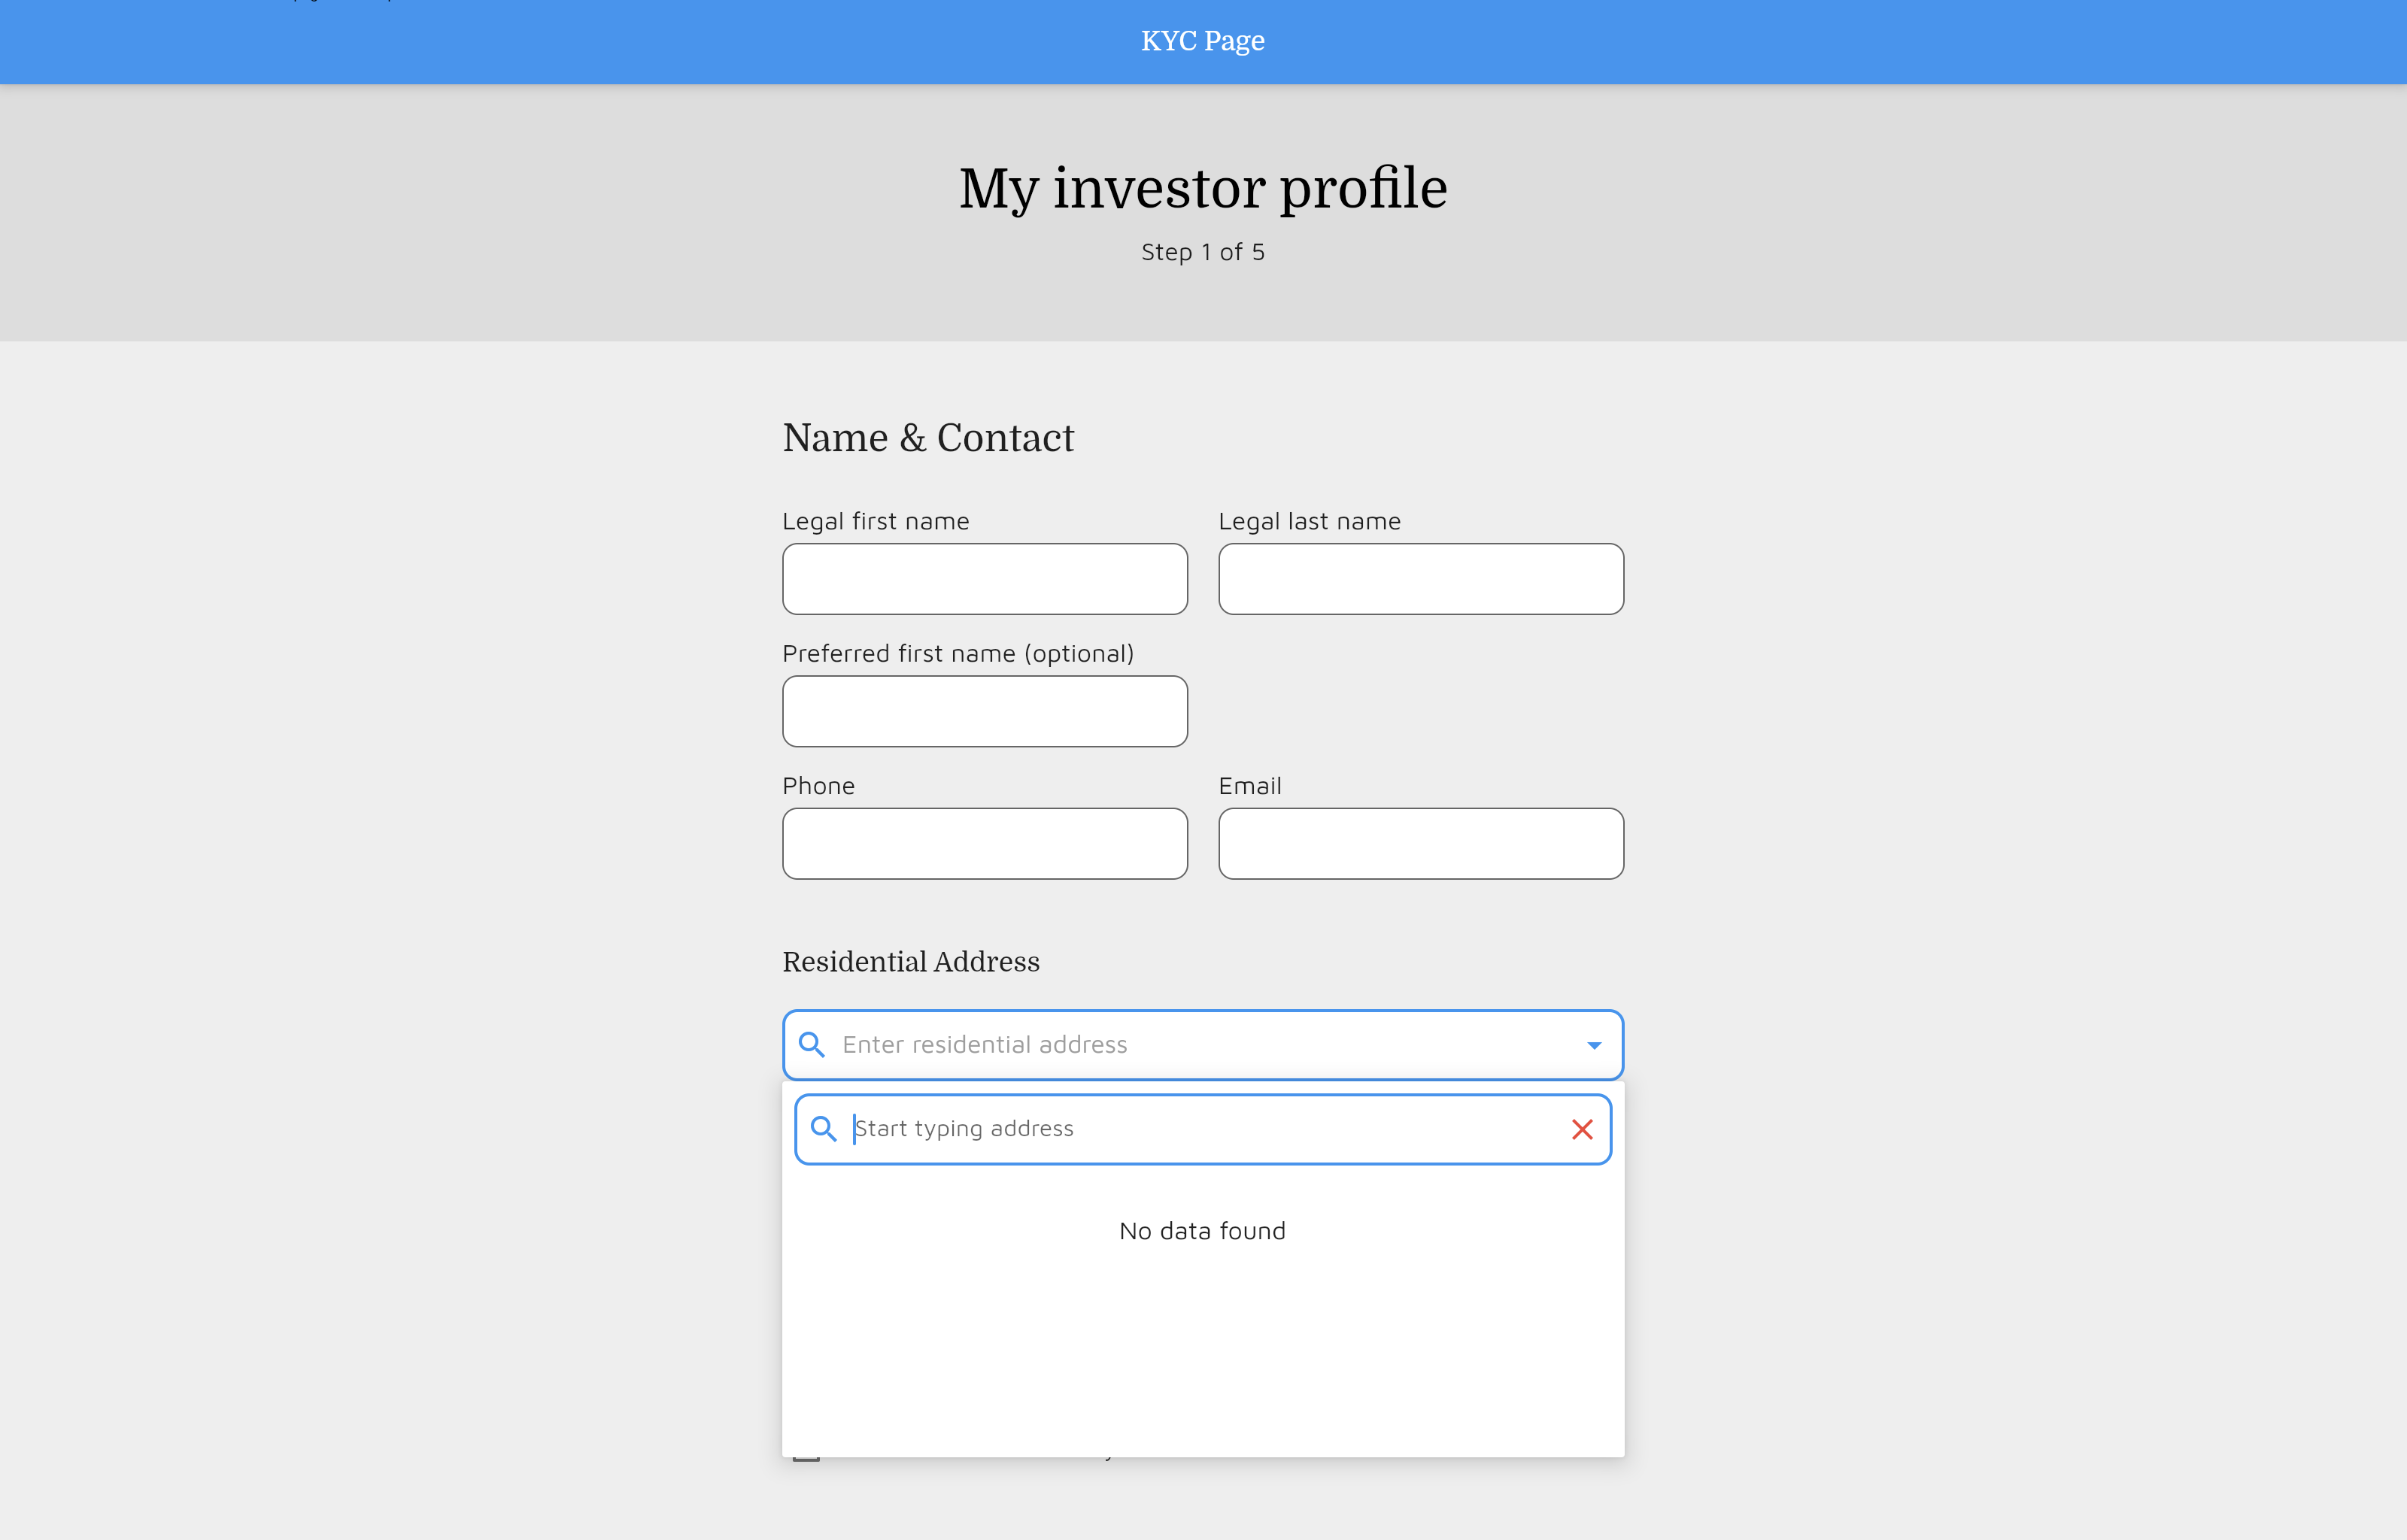 KYC Page
My investor profile
Step 1 of 5
Name & Contact
Legal first name
Legal last name
Preferred first name (optional)
Phone
Email
Residential Address
Enter residential address
Start typing address
No data found